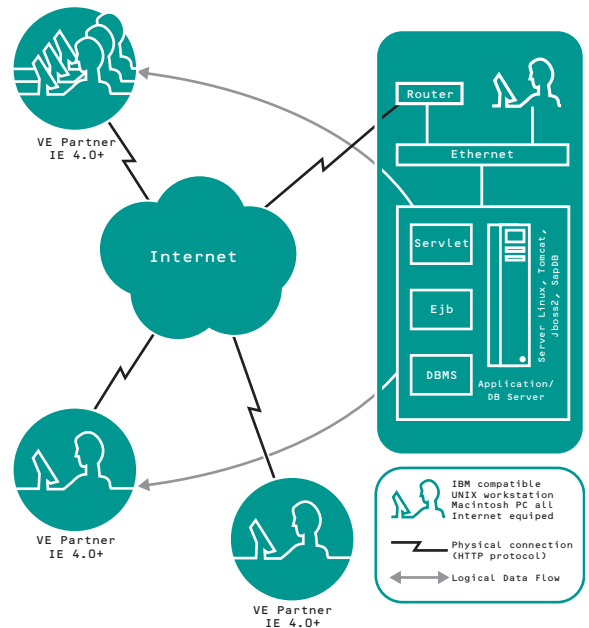 VE Partner
IE 4.0+
Router
Ethernet
Internet
Servlet
Ejb
DBMS
Server Linux, Tomcat,
Jboss2, SapDB
Application/
DB Server
VE Partner
IE 4.0+
VE Partner
IE 4.0+
IBM compatible
UNIX workstation
Macintosh PC all
Internet equiped
Physical connection
(HTTP protocol)
Logical Data Flow